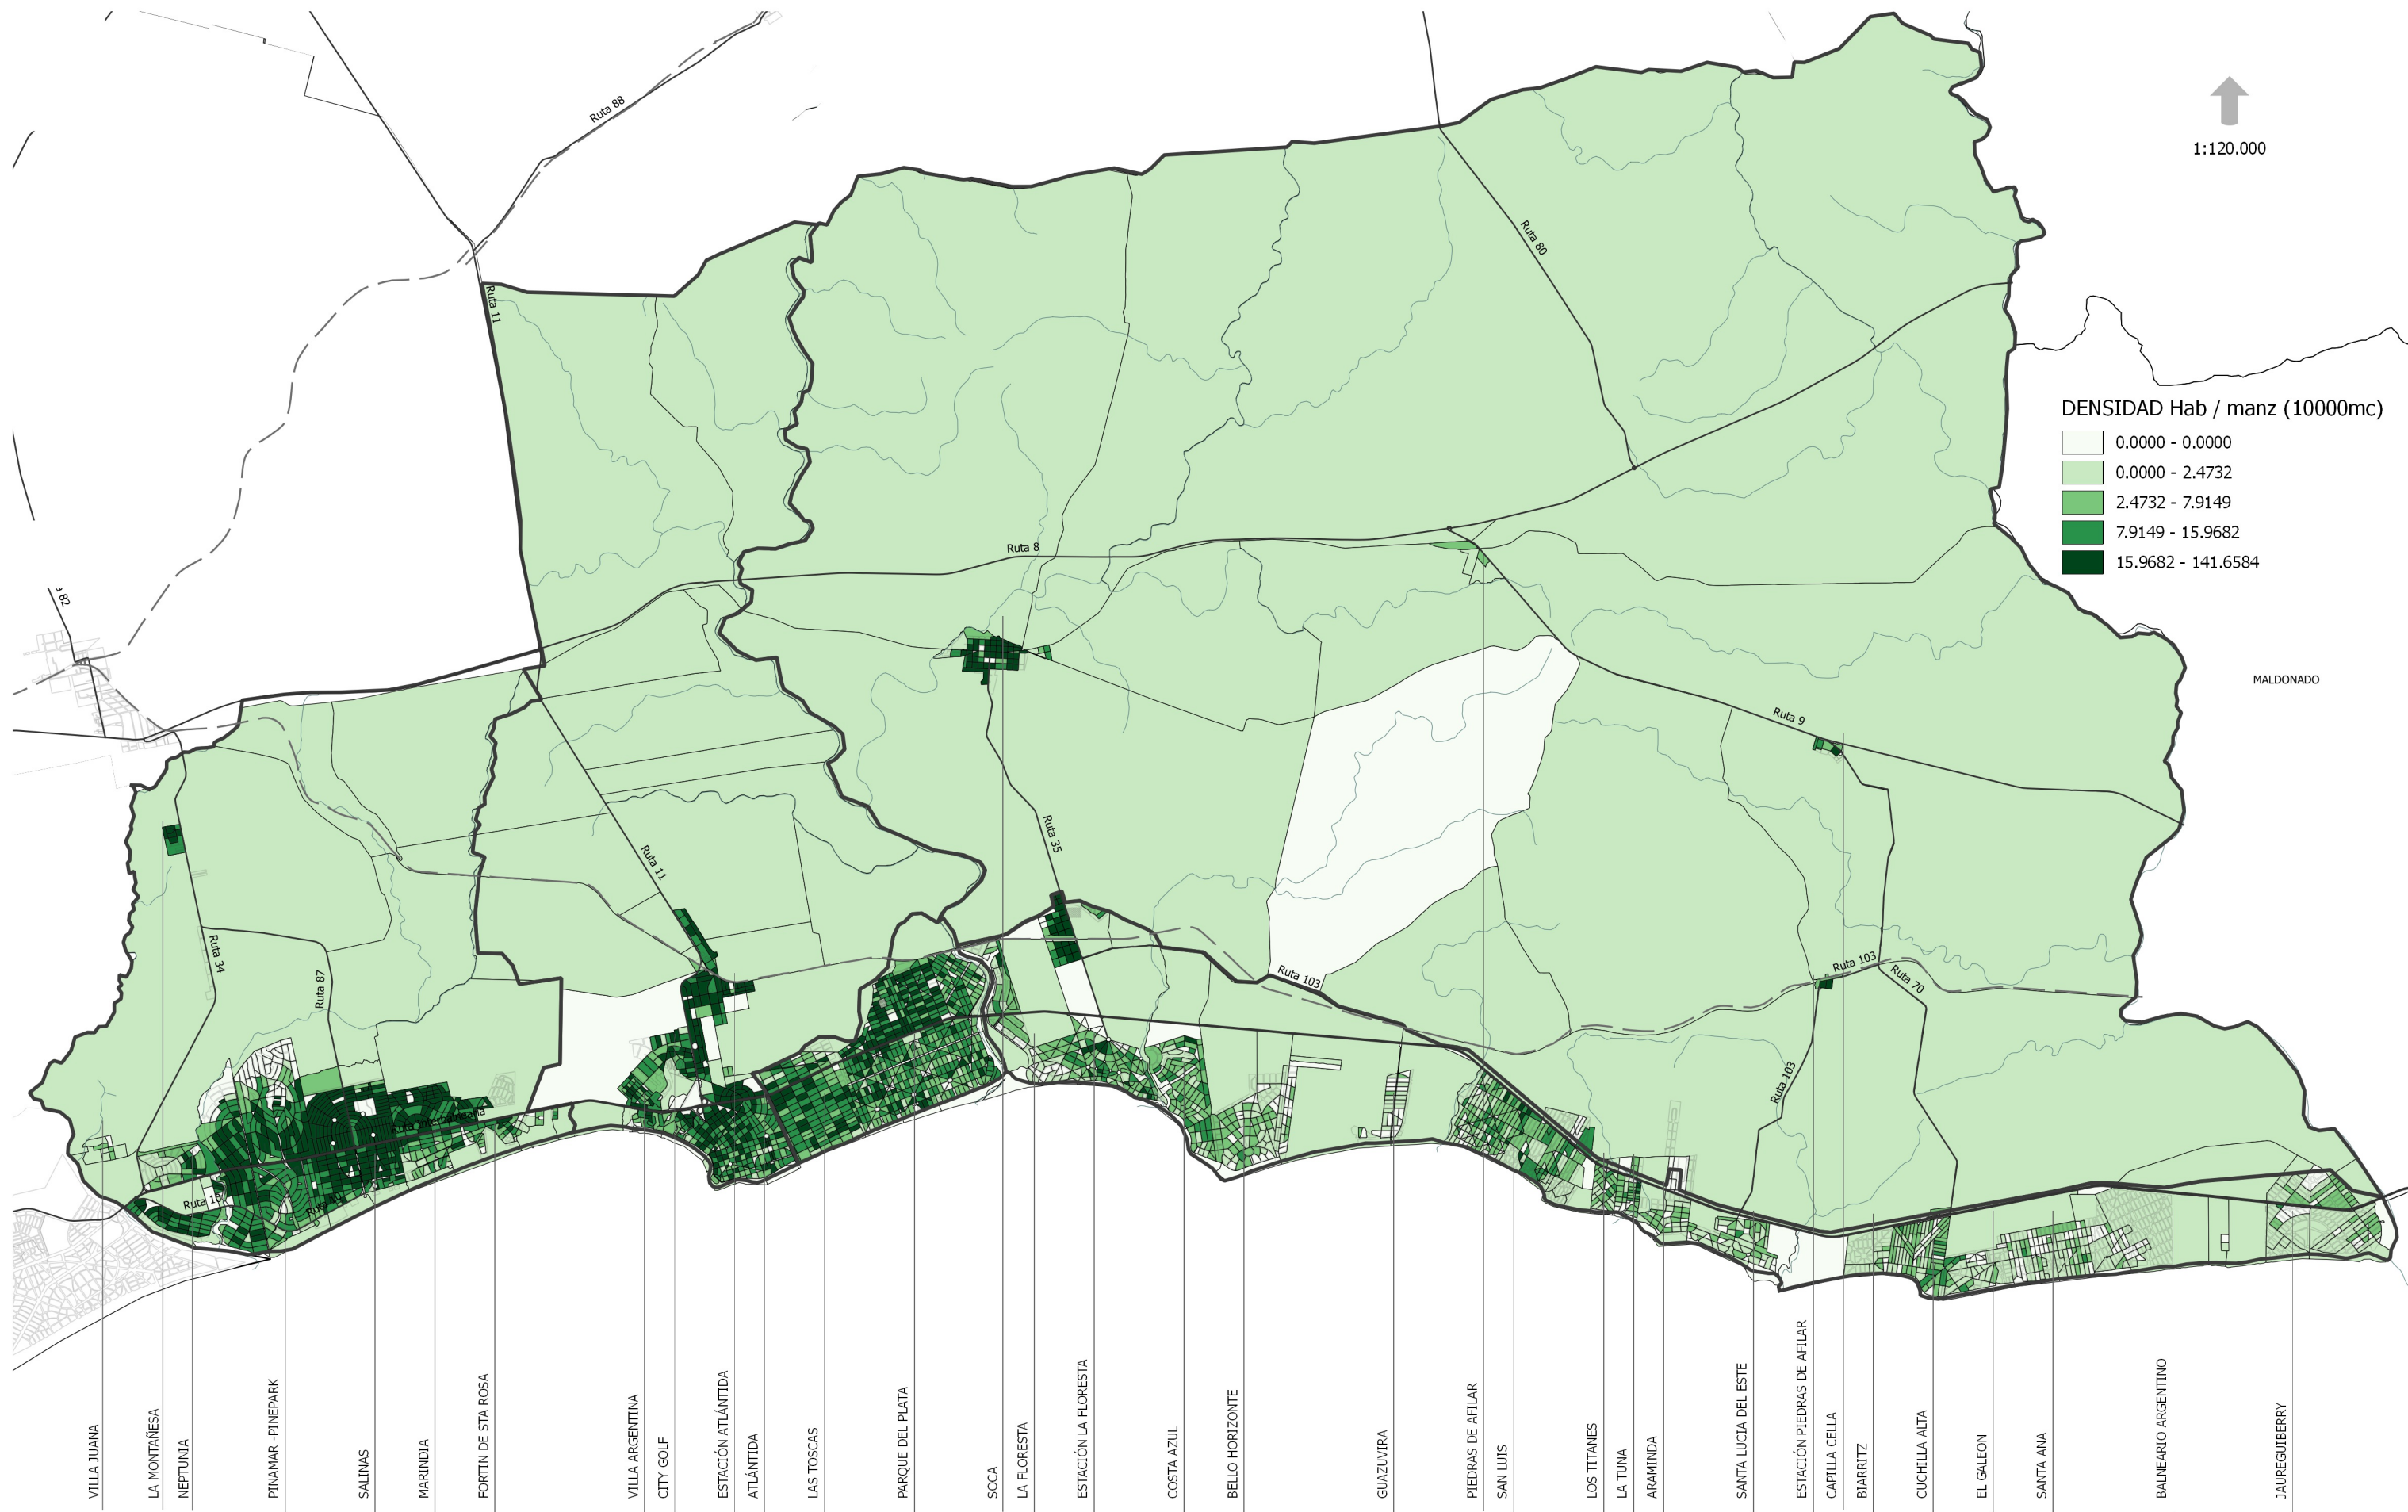 Ruta 88
1:120.000
Ruta 80
Ruta 11
DENSIDAD Hab / manz (10000mc)
0.0000 - 0.0000
0.0000 - 2.4732
2.4732 - 7.9149
7.9149 - 15.9682
15.9682 - 141.6584
Ruta 8
82
MALDONADO
Ruta 9
Ruta 35
Ruta 11
Ruta 34
Ruta 87
Ruta 103
Ruta 103
Ruta 70
Ruta 103
Ruta Interbalnearia
Ruta 10
VILLA JUANA
LA MONTAÑESA
NEPTUNIA
PINAMAR -PINEPARK
SALINAS
MARINDIA
FORTIN DE STA ROSA
VILLA ARGENTINA
CITY GOLF
ESTACIÓN ATLÁNTIDA
ATLÁNTIDA
LAS TOSCAS
PARQUE DEL PLATA
SOCA
LA FLORESTA
ESTACIÓN LA FLORESTA
COSTA AZUL
BELLO HORIZONTE
GUAZUVIRA
PIEDRAS DE AFILAR
SAN LUIS
LOS TITANES
LA TUNA
ARAMINDA
SANTA LUCIA DEL ESTE
ESTACIÓN PIEDRAS DE AFILAR
CAPILLA CELLA
BIARRITZ
CUCHILLA ALTA
EL GALEON
SANTA ANA
BALNEARIO ARGENTINO
JAUREGUIBERRY